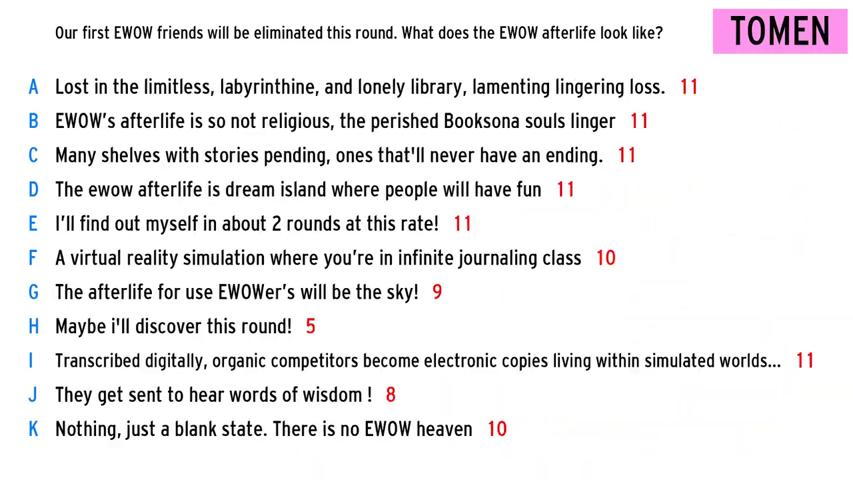 Our first EWOW friends will be eliminated this round. What does the EWOW afterlife look like?
TOMEN
A Lost in the limitless, labyrinthine, and lonely library, lamenting lingering loss. 11
B EWOW's afterlife is so not religious, the perished Booksona souls linger 11
C Many shelves with stories pending, ones that'll never have an ending. 11
D The ewow afterlife is dream island where people will have fun 11
E I'll find out myself in about 2 rounds at this rate! 11
F A virtual reality simulation where you're in infinite journaling class 10
G The afterlife for use EWOWer's will be the sky! 9
H Maybe i'll discover this round! 5
I Transcribed digitally, organic competitors become electronic copies living within simulated worlds... 11
J They get sent to hear words of wisdom ! 8
K Nothing, just a blank state. There is no EWOW heaven 10